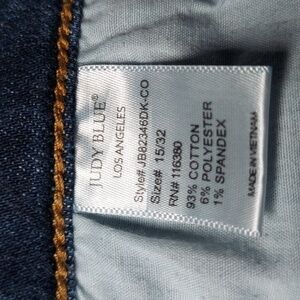 JUDY BLUE®
LOS ANGELES
Style# JB82346DK-CO
Size# 15/32
RN# 116380
93% COTTON
6% POLYESTER
1% SPANDEX
MADE IN VIETNAM